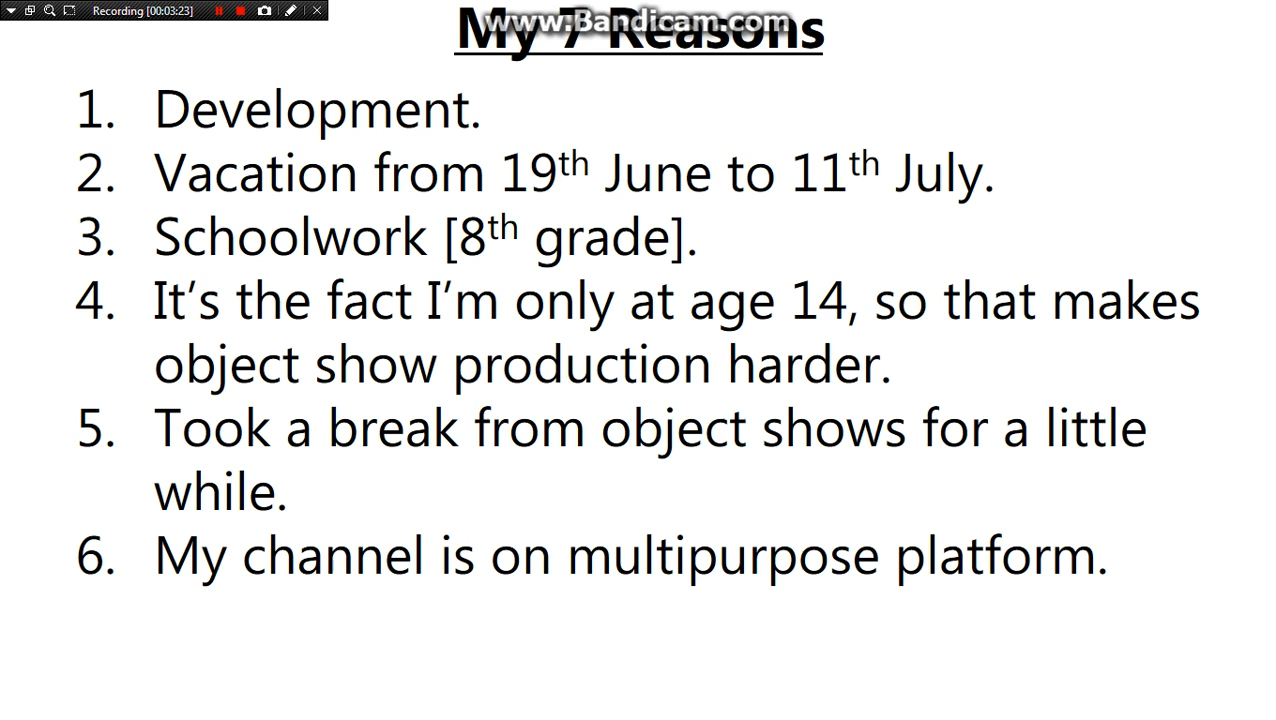 Recording [00:03:23]
www.Bandicam.com
My 7 Reasons
1. Development.
2. Vacation from 19th June to 11th July.
3. Schoolwork [8th grade].
4. It’s the fact I’m only at age 14, so that makes
object show production harder.
5. Took a break from object shows for a little
while.
6. My channel is on multipurpose platform.